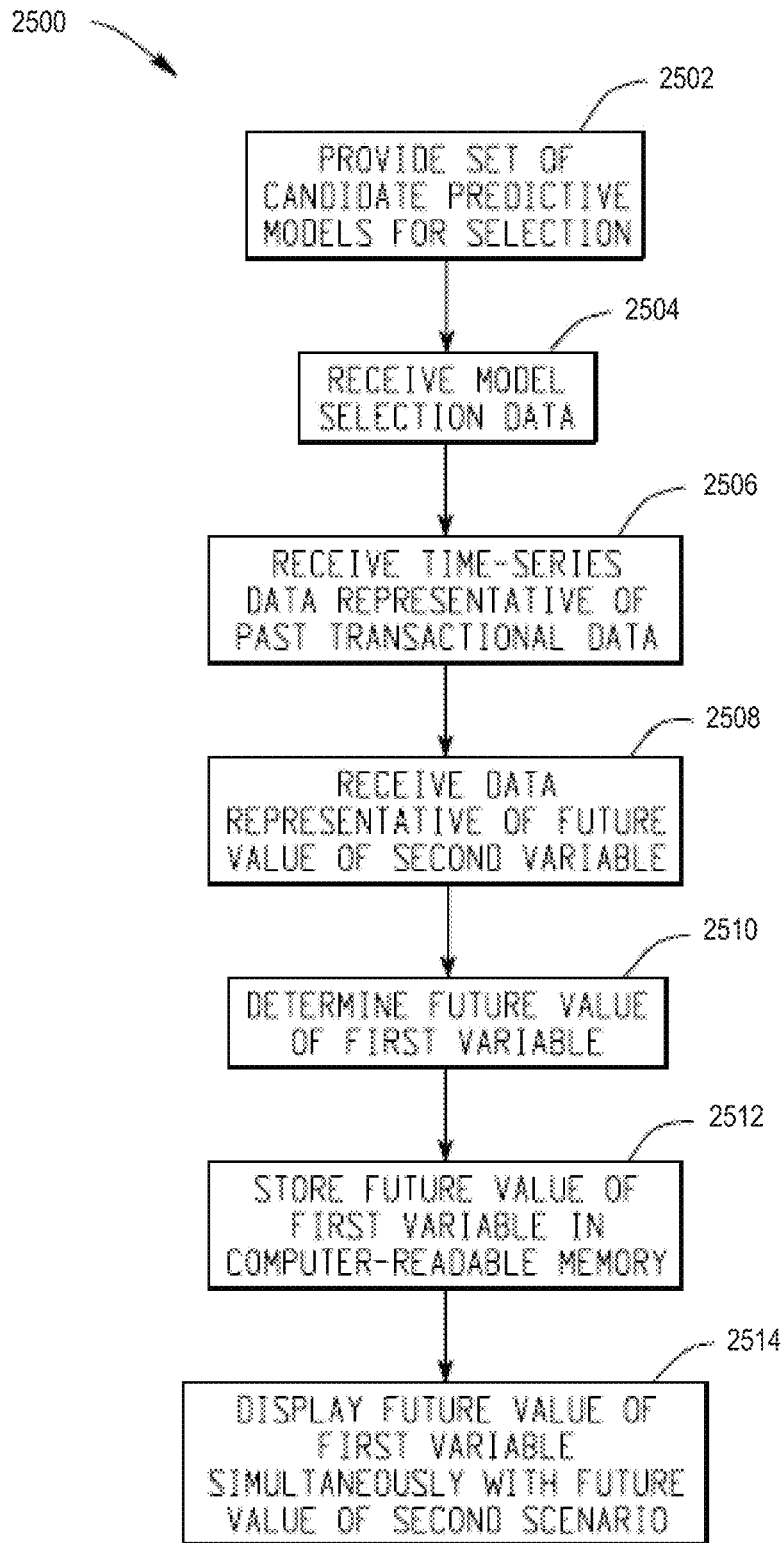 2500
2502
PROVIDE SET OF
CANDIDATE PREDICTIVE
MODELS FOR SELECTION
2504
RECEIVE MODEL
SELECTION DATA
2506
RECEIVE TIME-SERIES
DATA REPRESENTATIVE OF
PAST TRANSACTIONAL DATA
2508
RECEIVE DATA
REPRESENTATIVE OF FUTURE
VALUE OF SECOND VARIABLE
2510
DETERMINE FUTURE VALUE
OF FIRST VARIABLE
2512
STORE FUTURE VALUE OF
FIRST VARIABLE IN
COMPUTER-READABLE MEMORY
2514
DISPLAY FUTURE VALUE OF
FIRST VARIABLE
SIMULTANEOUSLY WITH FUTURE
VALUE OF SECOND SCENARIO